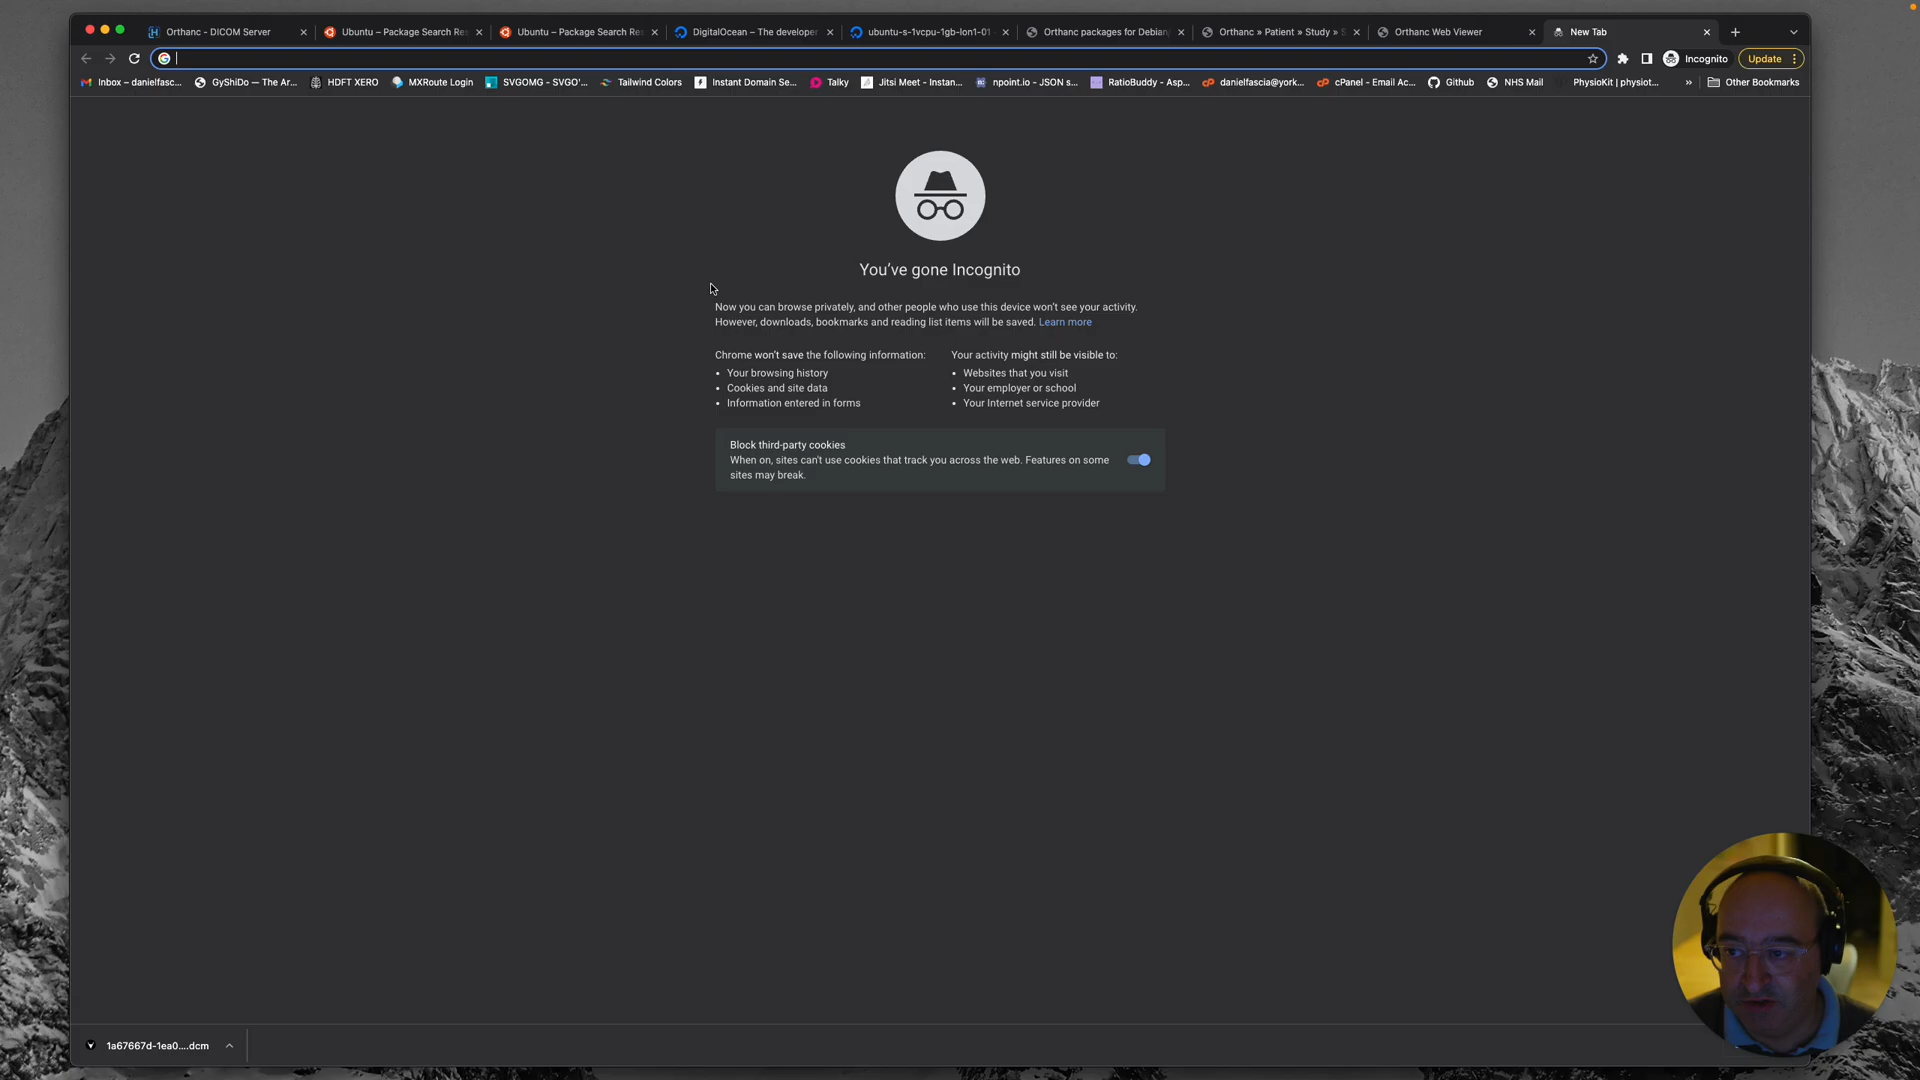 Orthanc - DICOM Server
Ubuntu – Package Search Res
Ubuntu – Package Search Res
DigitalOcean – The developer
ubuntu-s-1vcpu-1gb-lon1-01
Orthanc packages for Debian/
Orthanc » Patient » Study » S
Orthanc Web Viewer
New Tab
Incognito
Update
Inbox – danielfasc...
GyShiDo — The Ar...
HDFT XERO
MXRoute Login
SVGOMG - SVGO'...
Tailwind Colors
Instant Domain Se...
Talky
Jitsi Meet - Instan...
npoint.io - JSON s...
RatioBuddy - Asp...
danielfascia@york...
cPanel - Email Ac...
Github
NHS Mail
PhysioKit | physiot...
»
Other Bookmarks
You've gone Incognito
Now you can browse privately, and other people who use this device won't see your activity.
However, downloads, bookmarks and reading list items will be saved. Learn more
Chrome won't save the following information:
• Your browsing history
• Cookies and site data
• Information entered in forms
Your activity might still be visible to:
• Websites that you visit
• Your employer or school
• Your Internet service provider
Block third-party cookies
When on, sites can't use cookies that track you across the web. Features on some
sites may break.
1a67667d-1ea0....dcm